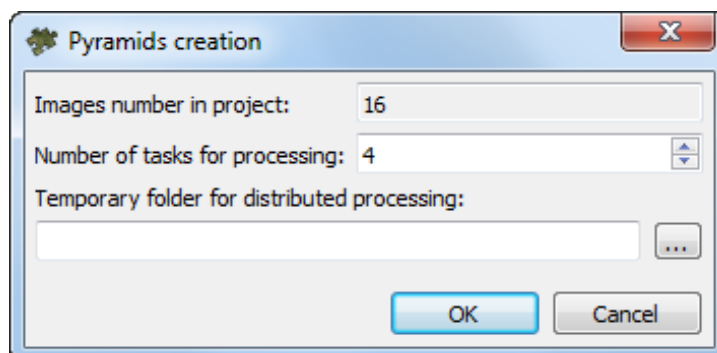 Pyramids creation
Images number in project: 16
Number of tasks for processing: 4
Temporary folder for distributed processing:
...
OK Cancel